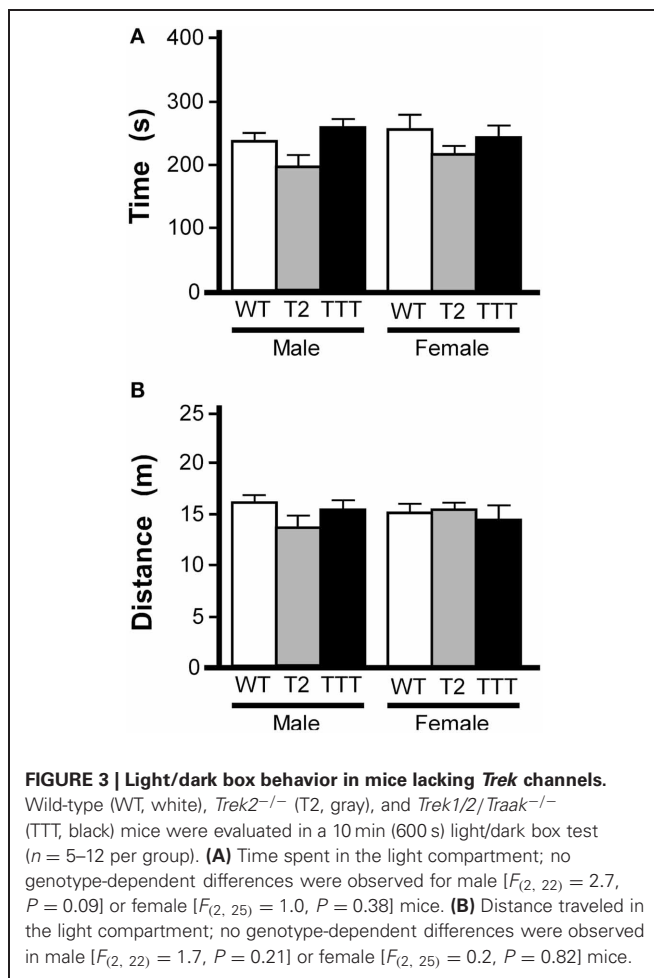 A
400
300
200
100
0
Time (s)
WT T2 TTT WT T2 TTT
Male Female
B
25
20
15
10
5
0
Distance (m)
WT T2 TTT WT T2 TTT
Male Female
FIGURE 3 | Light/dark box behavior in mice lacking Trek channels.
Wild-type (WT, white), Trek2−/− (T2, gray), and Trek1/2/Traak−/−
(TTT, black) mice were evaluated in a 10 min (600 s) light/dark box test
(n = 5–12 per group). (A) Time spent in the light compartment; no
genotype-dependent differences were observed for male [F(2, 22) = 2.7,
P = 0.09] or female [F(2, 25) = 1.0, P = 0.38] mice. (B) Distance traveled in
the light compartment; no genotype-dependent differences were observed
in male [F(2, 22) = 1.7, P = 0.21] or female [F(2, 25) = 0.2, P = 0.82] mice.